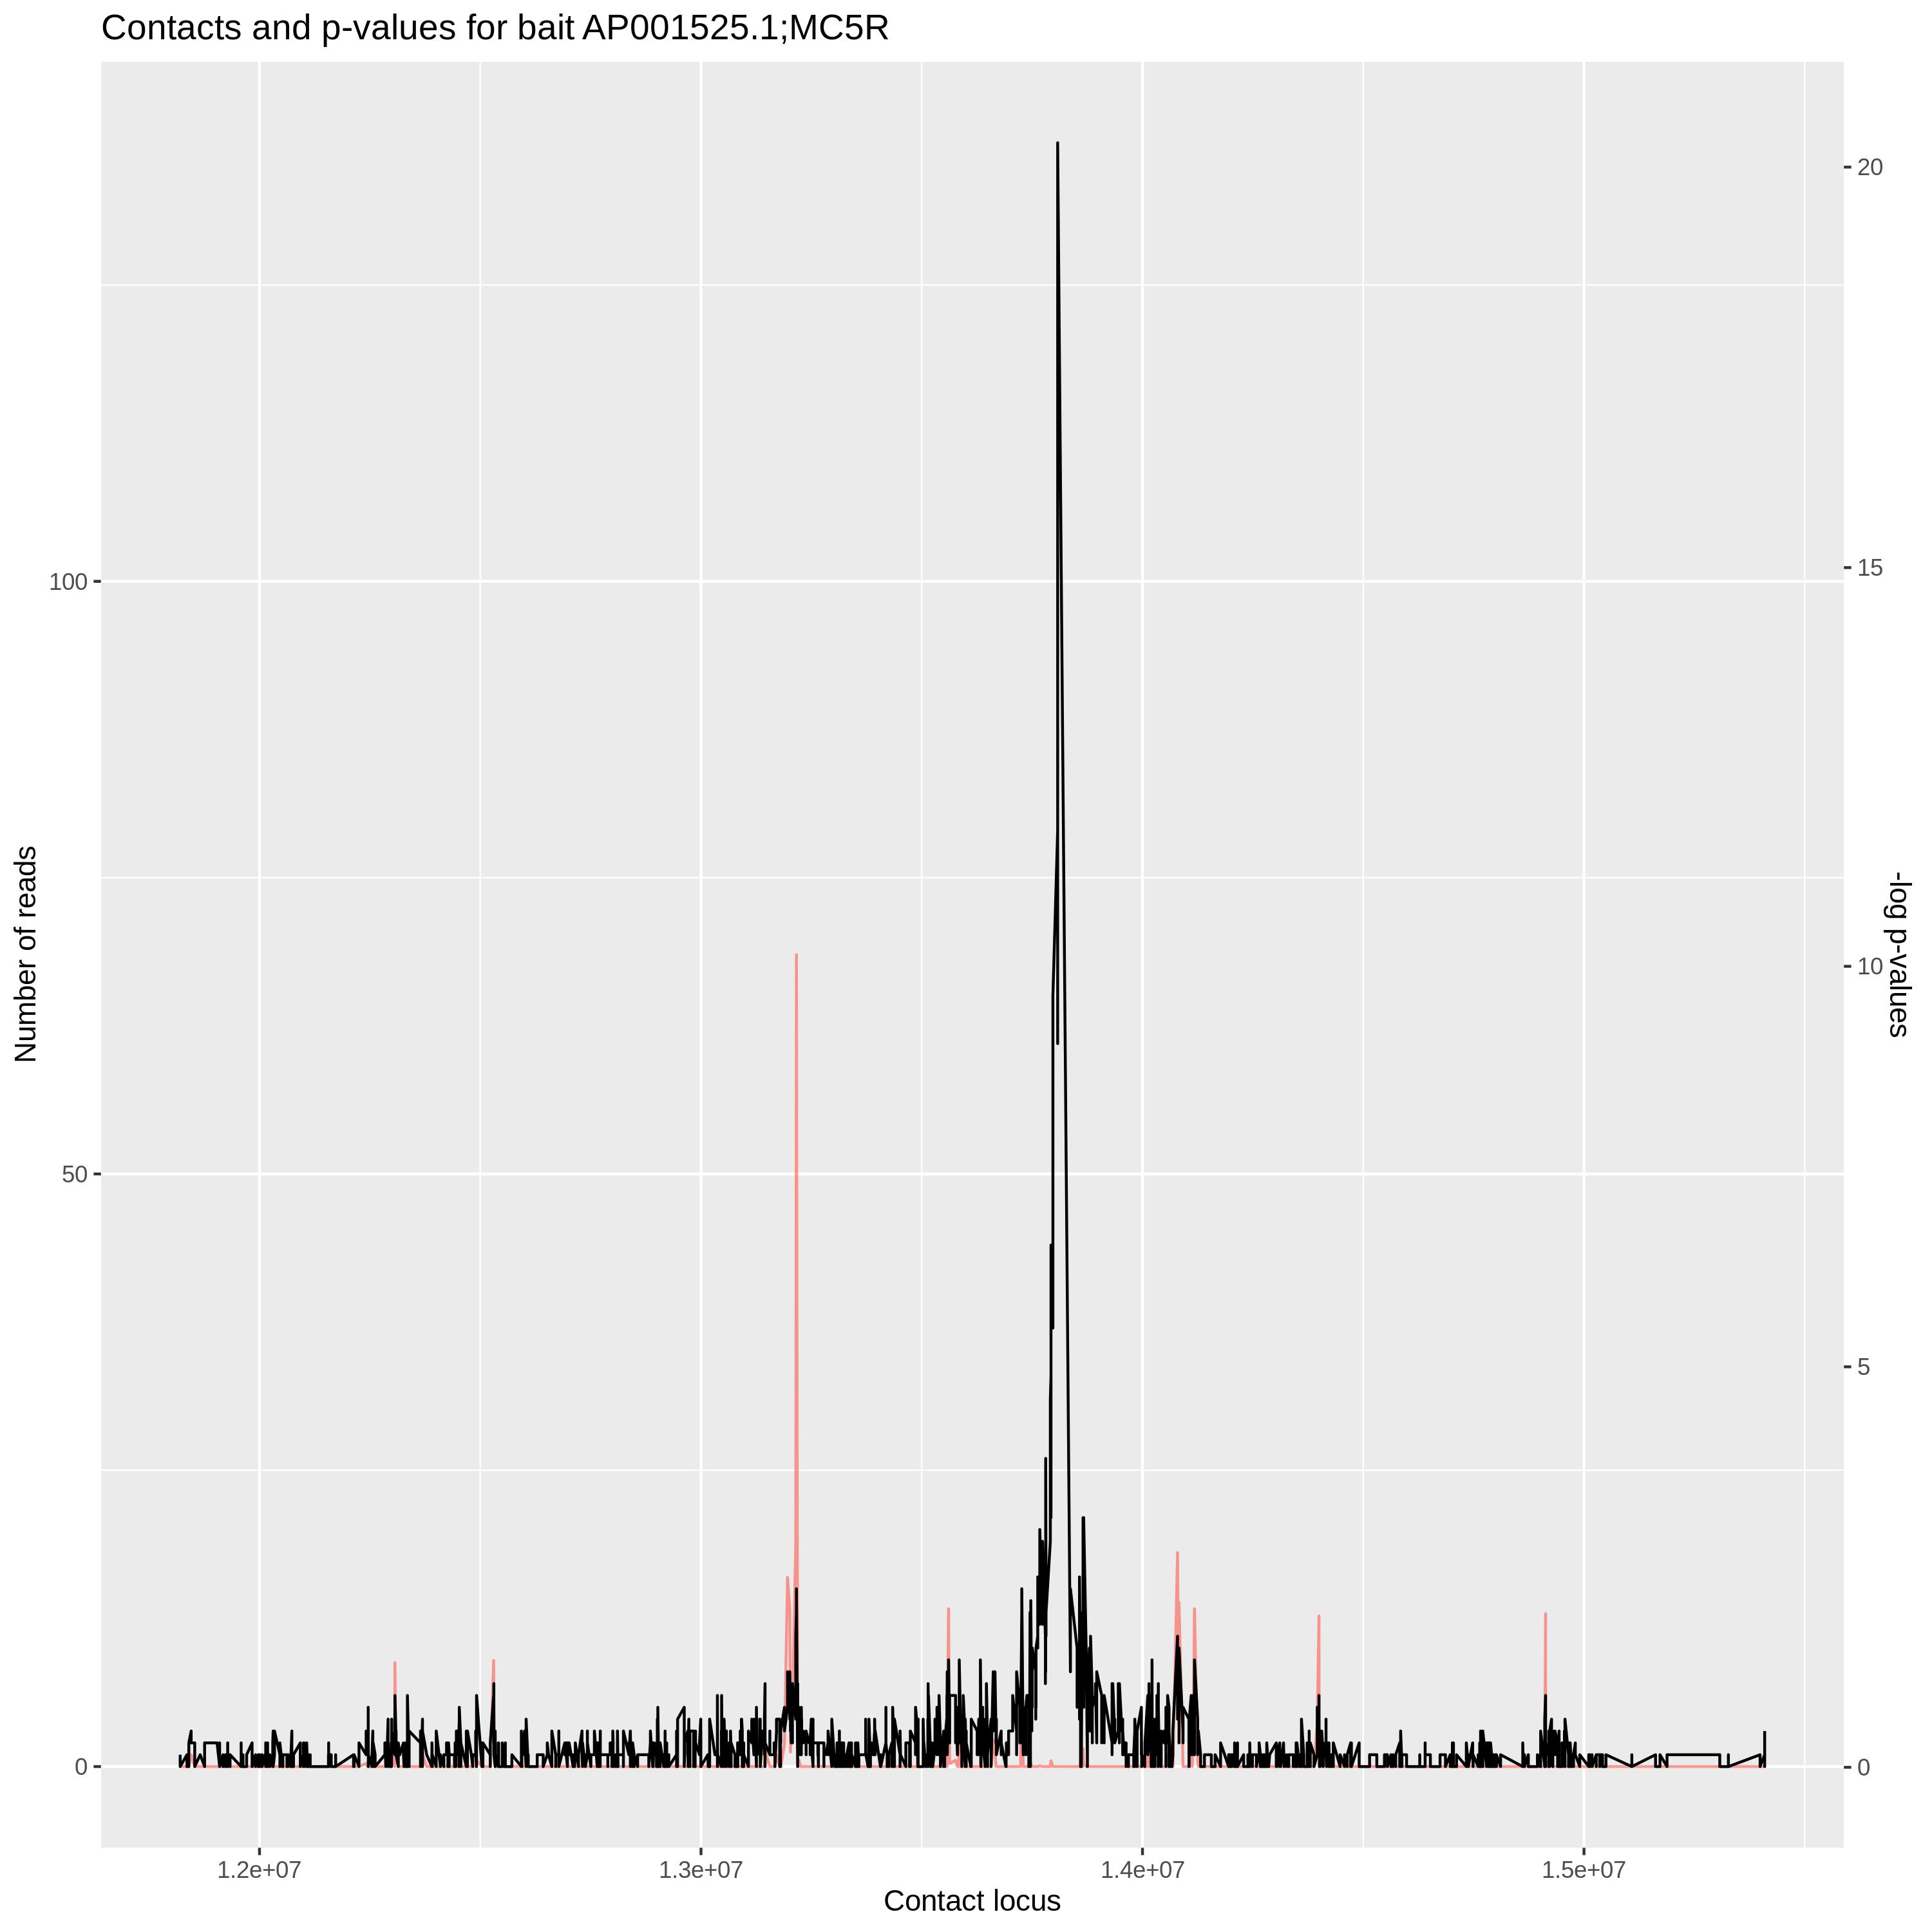 Contacts and p-values for bait AP001525.1;MC5R
Number of reads
100
50
0
20
15
10
5
0
-log p-values
1.2e+07
1.3e+07
1.4e+07
1.5e+07
Contact locus